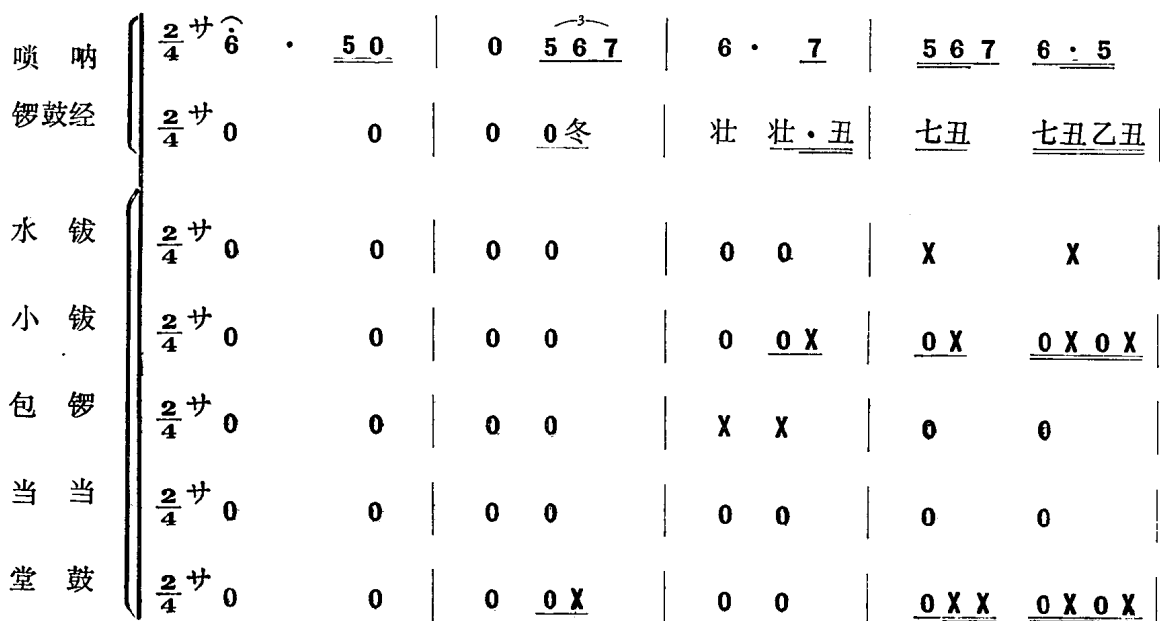 唢呐 2/4 サ 6 · 5 0 | 0 5 6 7 | 6 · 7 | 5 6 7 6 · 5
锣鼓经 2/4 サ 0 0 | 0 0 冬 | 壮 壮 · 丑 | 七丑 七丑乙丑 |
水钹 2/4 サ 0 0 | 0 0 | 0 0 | X X |
小钹 2/4 サ 0 0 | 0 0 | 0 0 X | 0 X 0 X 0 X |
包锣 2/4 サ 0 0 | 0 0 | X X | 0 0 |
当当 2/4 サ 0 0 | 0 0 | 0 0 | 0 0 |
堂鼓 2/4 サ 0 0 | 0 0 X | 0 0 | 0 X X 0 X 0 X |